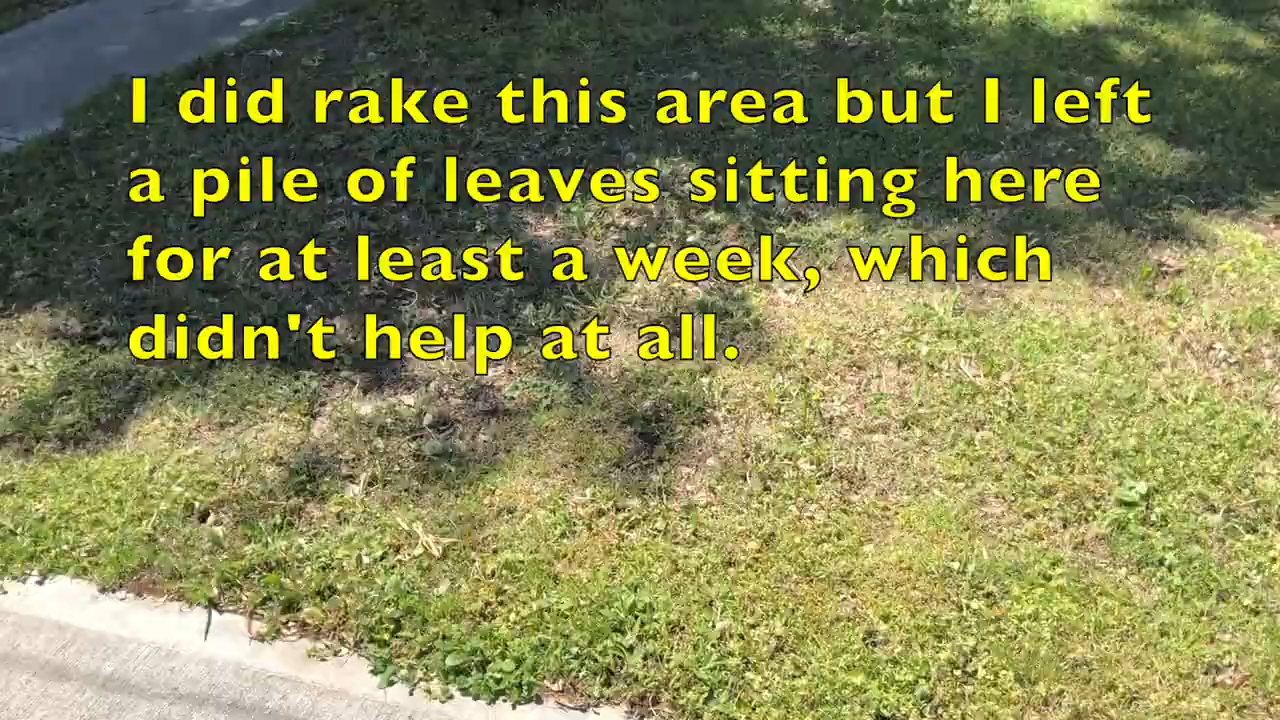 I did rake this area but I left
a pile of leaves sitting here
for at least a week, which
didn't help at all.